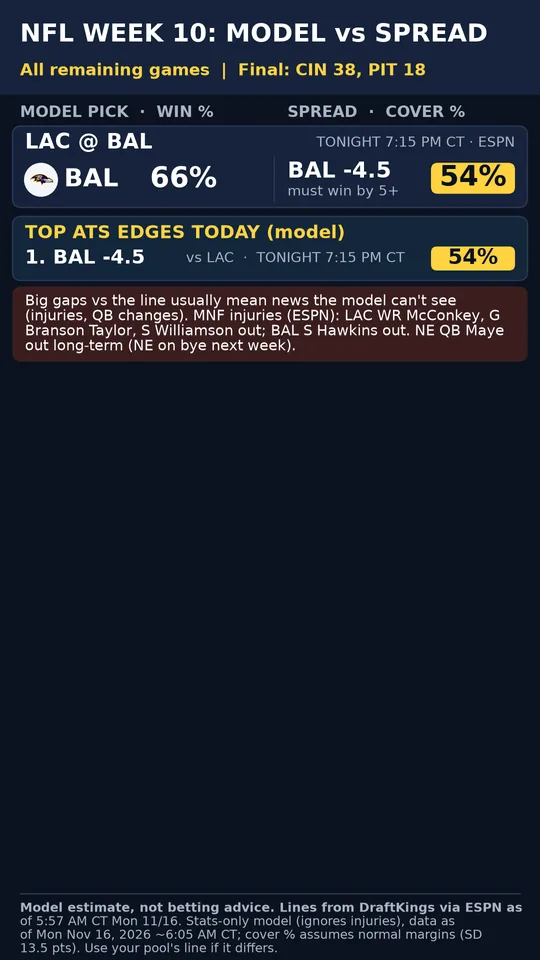 NFL WEEK 10: MODEL vs SPREAD
All remaining games | Final: CIN 38, PIT 18
MODEL PICK · WIN % SPREAD · COVER %
LAC @ BAL TONIGHT 7:15 PM CT · ESPN
BAL 66% BAL -4.5 54%
must win by 5+
TOP ATS EDGES TODAY (model)
1. BAL -4.5 vs LAC · TONIGHT 7:15 PM CT 54%
Big gaps vs the line usually mean news the model can't see
(injuries, QB changes). MNF injuries (ESPN): LAC WR McConkey, G
Branson Taylor, S Williamson out; BAL S Hawkins out. NE QB Maye
out long-term (NE on bye next week).
Model estimate, not betting advice. Lines from DraftKings via ESPN as
of 5:57 AM CT Mon 11/16. Stats-only model (ignores injuries), data as
of Mon Nov 16, 2026 ~6:05 AM CT; cover % assumes normal margins (SD
13.5 pts). Use your pool's line if it differs.